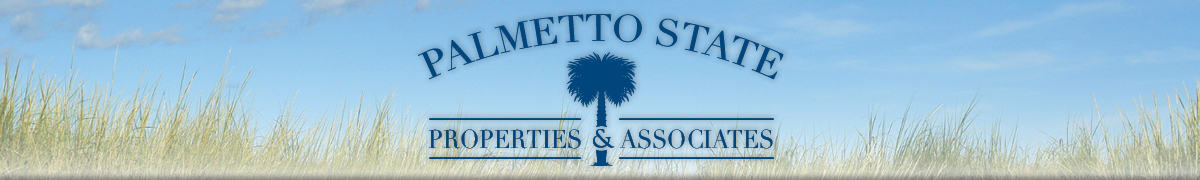 PALMETTO STATE
PROPERTIES & ASSOCIATES